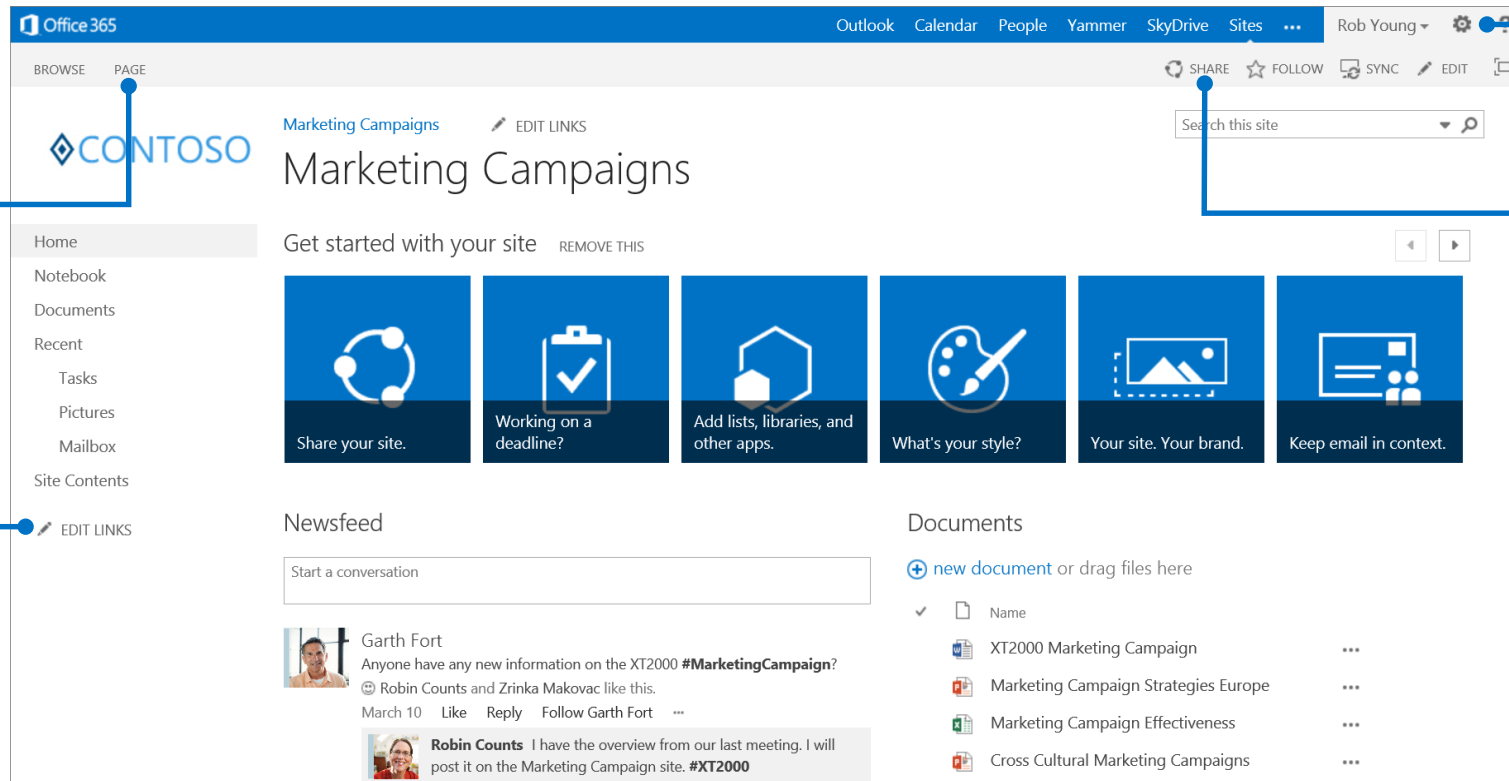 Office 365
Outlook Calendar People Yammer SkyDrive Sites ... Rob Young
BROWSE PAGE
SHARE FOLLOW SYNC EDIT
CONTOSO
Marketing Campaigns EDIT LINKS
Search this site
Marketing Campaigns
Home
Notebook
Documents
Recent
Tasks
Pictures
Mailbox
Site Contents
EDIT LINKS
Get started with your site REMOVE THIS
Share your site.
Working on a
deadline?
Add lists, libraries, and
other apps.
What's your style?
Your site. Your brand.
Keep email in context.
Newsfeed
Start a conversation
Garth Fort
Anyone have any new information on the XT2000 #MarketingCampaign?
Robin Counts and Zrinka Makovac like this.
March 10 Like Reply Follow Garth Fort ...
Robin Counts I have the overview from our last meeting. I will
post it on the Marketing Campaign site. #XT2000
Documents
new document or drag files here
Name
XT2000 Marketing Campaign ...
Marketing Campaign Strategies Europe ...
Marketing Campaign Effectiveness ...
Cross Cultural Marketing Campaigns ...